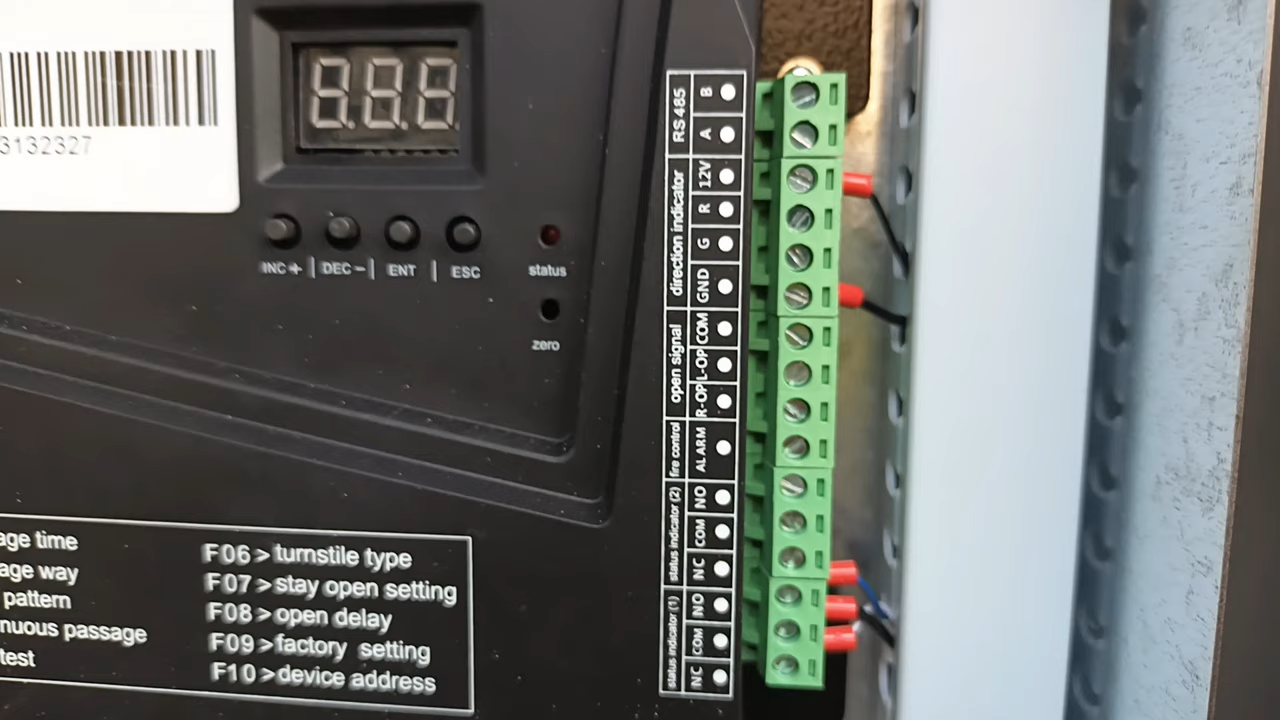 3132327
8.8.8.
INC+ | DEC- | ENT | ESC
status
zero
RS 485
B
A
direction indicator
12V
R
G
GND
open signal
COM
L-OP
R-OP
fire control
ALARM
status indicator (2)
NO
COM
NC
status indicator (1)
NO
COM
NC
age time
age way
pattern
nuous passage
test
F06>turnstile type
F07>stay open setting
F08>open delay
F09>factory setting
F10>device address